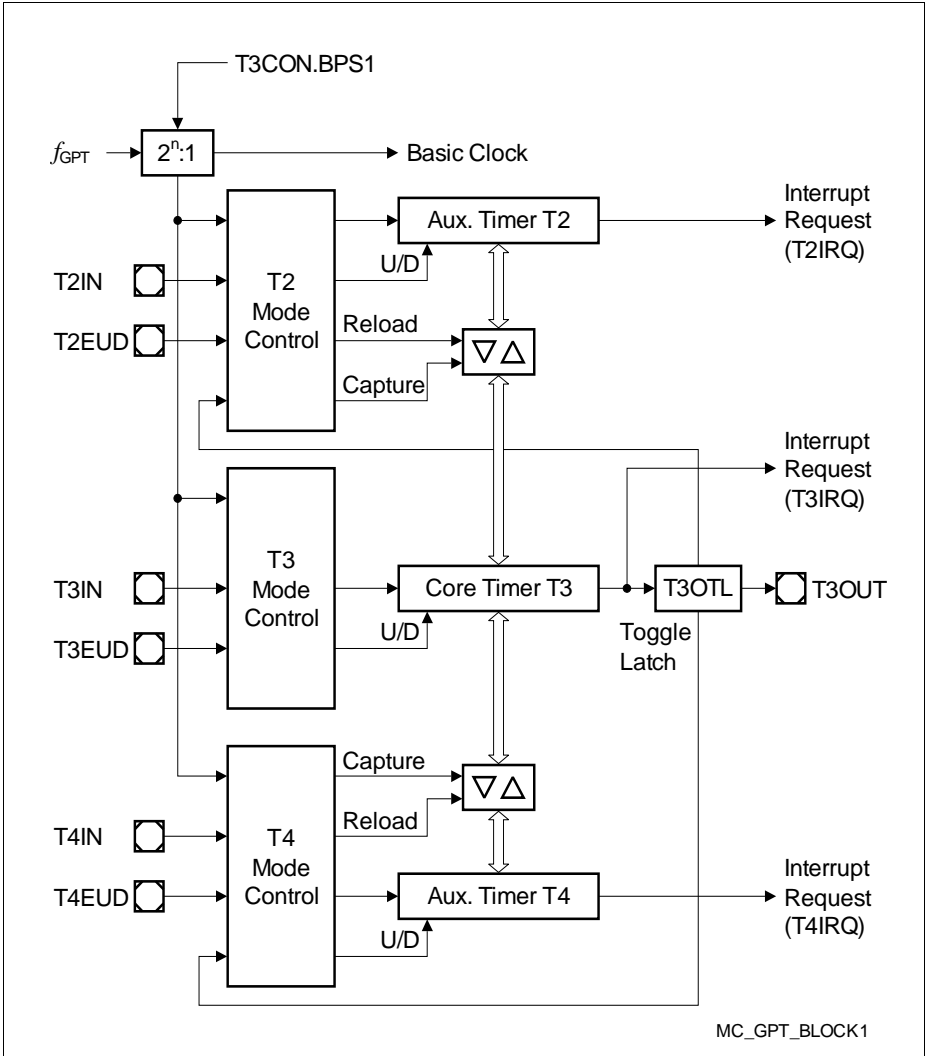 T3CON.BPS1
fGPT
2ⁿ:1
Basic Clock
Interrupt
Request
(T2IRQ)
Aux. Timer T2
U/D
T2IN
T2
Mode
Control
T2EUD
Reload
Capture
Interrupt
Request
(T3IRQ)
T3
Mode
Control
T3IN
Core Timer T3
T3OTL
T3OUT
U/D
T3EUD
Toggle
Latch
Capture
Reload
T4IN
T4
Mode
Control
T4EUD
Aux. Timer T4
U/D
Interrupt
Request
(T4IRQ)
MC_GPT_BLOCK1